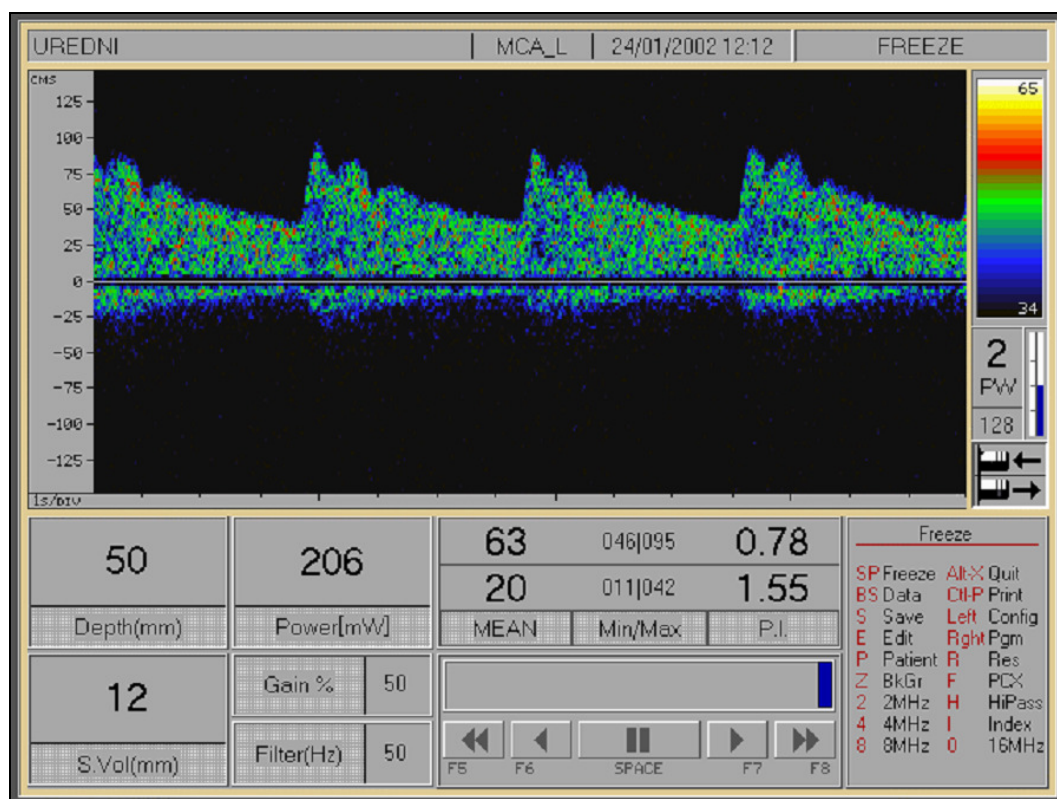 UREDNI MCA_L 24/01/2002 12:12 FREEZE
CMS
125
100
75
50
25
0
-25
-50
-75
-100
-125
1s/DIV
65
34
2
PW
128
50
Depth(mm)
206
Power[mW]
63 046|095 0.78
20 011|042 1.55
MEAN Min/Max P.I.
12
S.Vol(mm)
Gain % 50
Filter(Hz) 50
F5 F6 SPACE F7 F8
Freeze
SP Freeze Alt-X Quit
BS Data Ctl-P Print
S Save Left Config
E Edit Rght Pgm
P Patient R Res
Z BkGr F PCX
2 2MHz H HiPass
4 4MHz I Index
8 8MHz 0 16MHz